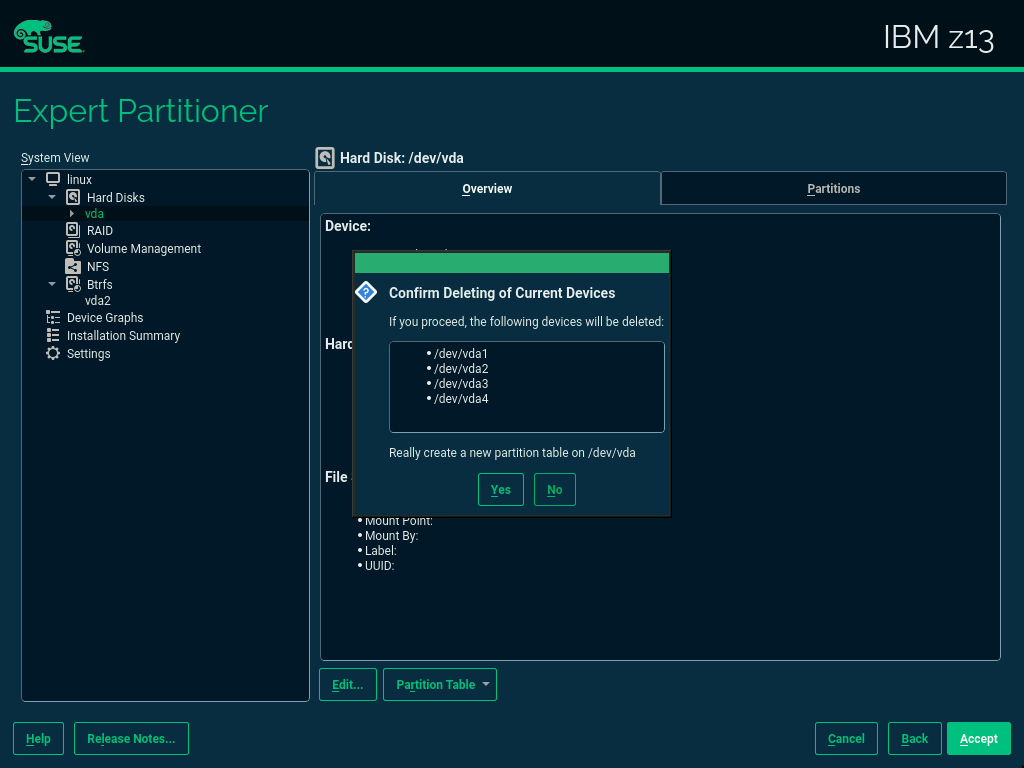 SUSE
IBM z13
Expert Partitioner
System View
linux
Hard Disks
vda
RAID
Volume Management
NFS
Btrfs
vda2
Device Graphs
Installation Summary
Settings
Hard Disk: /dev/vda
Overview
Partitions
Device:
Hard
File
• Mount Point:
• Mount By:
• Label:
• UUID:
Confirm Deleting of Current Devices
If you proceed, the following devices will be deleted:
• /dev/vda1
• /dev/vda2
• /dev/vda3
• /dev/vda4
Really create a new partition table on /dev/vda
Yes
No
Edit...
Partition Table
Help
Release Notes...
Cancel
Back
Accept